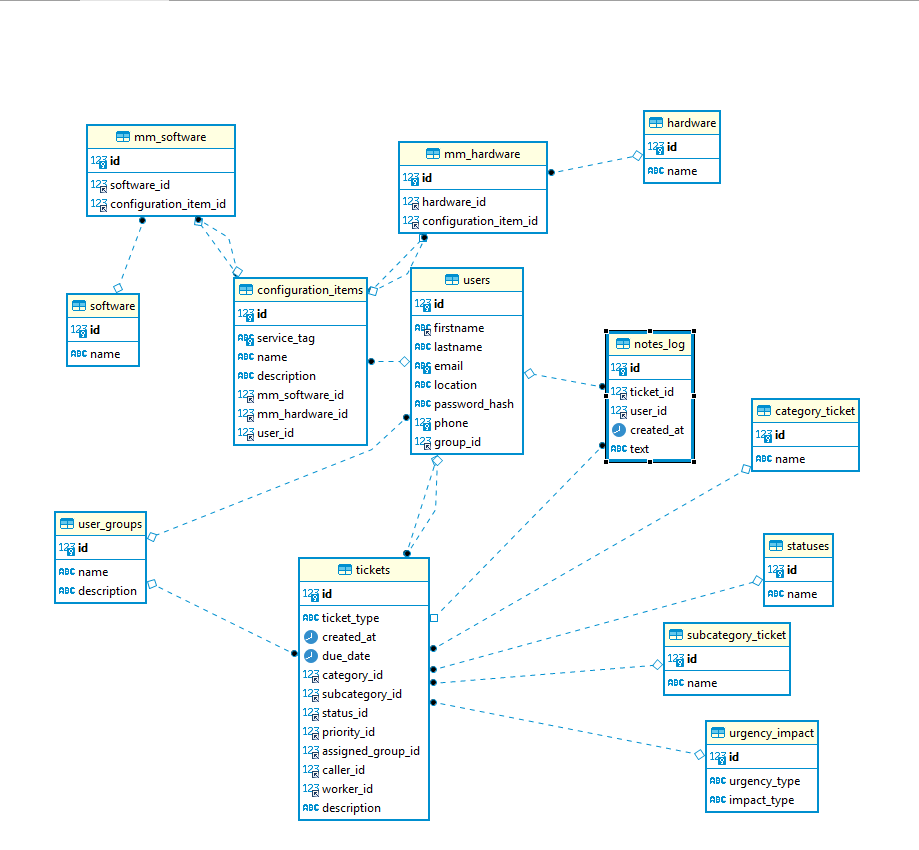 mm_software
123 id
123 software_id
123 configuration_item_id
mm_hardware
123 id
123 hardware_id
123 configuration_item_id
hardware
123 id
ABC name
software
123 id
ABC name
configuration_items
123 id
ABC service_tag
ABC name
ABC description
123 mm_software_id
123 mm_hardware_id
123 user_id
users
123 id
ABC firstname
ABC lastname
ABC email
ABC location
ABC password_hash
123 phone
123 group_id
notes_log
123 id
123 ticket_id
123 user_id
created_at
ABC text
category_ticket
123 id
ABC name
user_groups
123 id
ABC name
ABC description
tickets
123 id
ABC ticket_type
created_at
due_date
123 category_id
123 subcategory_id
123 status_id
123 priority_id
123 assigned_group_id
123 caller_id
123 worker_id
ABC description
statuses
123 id
ABC name
subcategory_ticket
123 id
ABC name
urgency_impact
123 id
ABC urgency_type
ABC impact_type